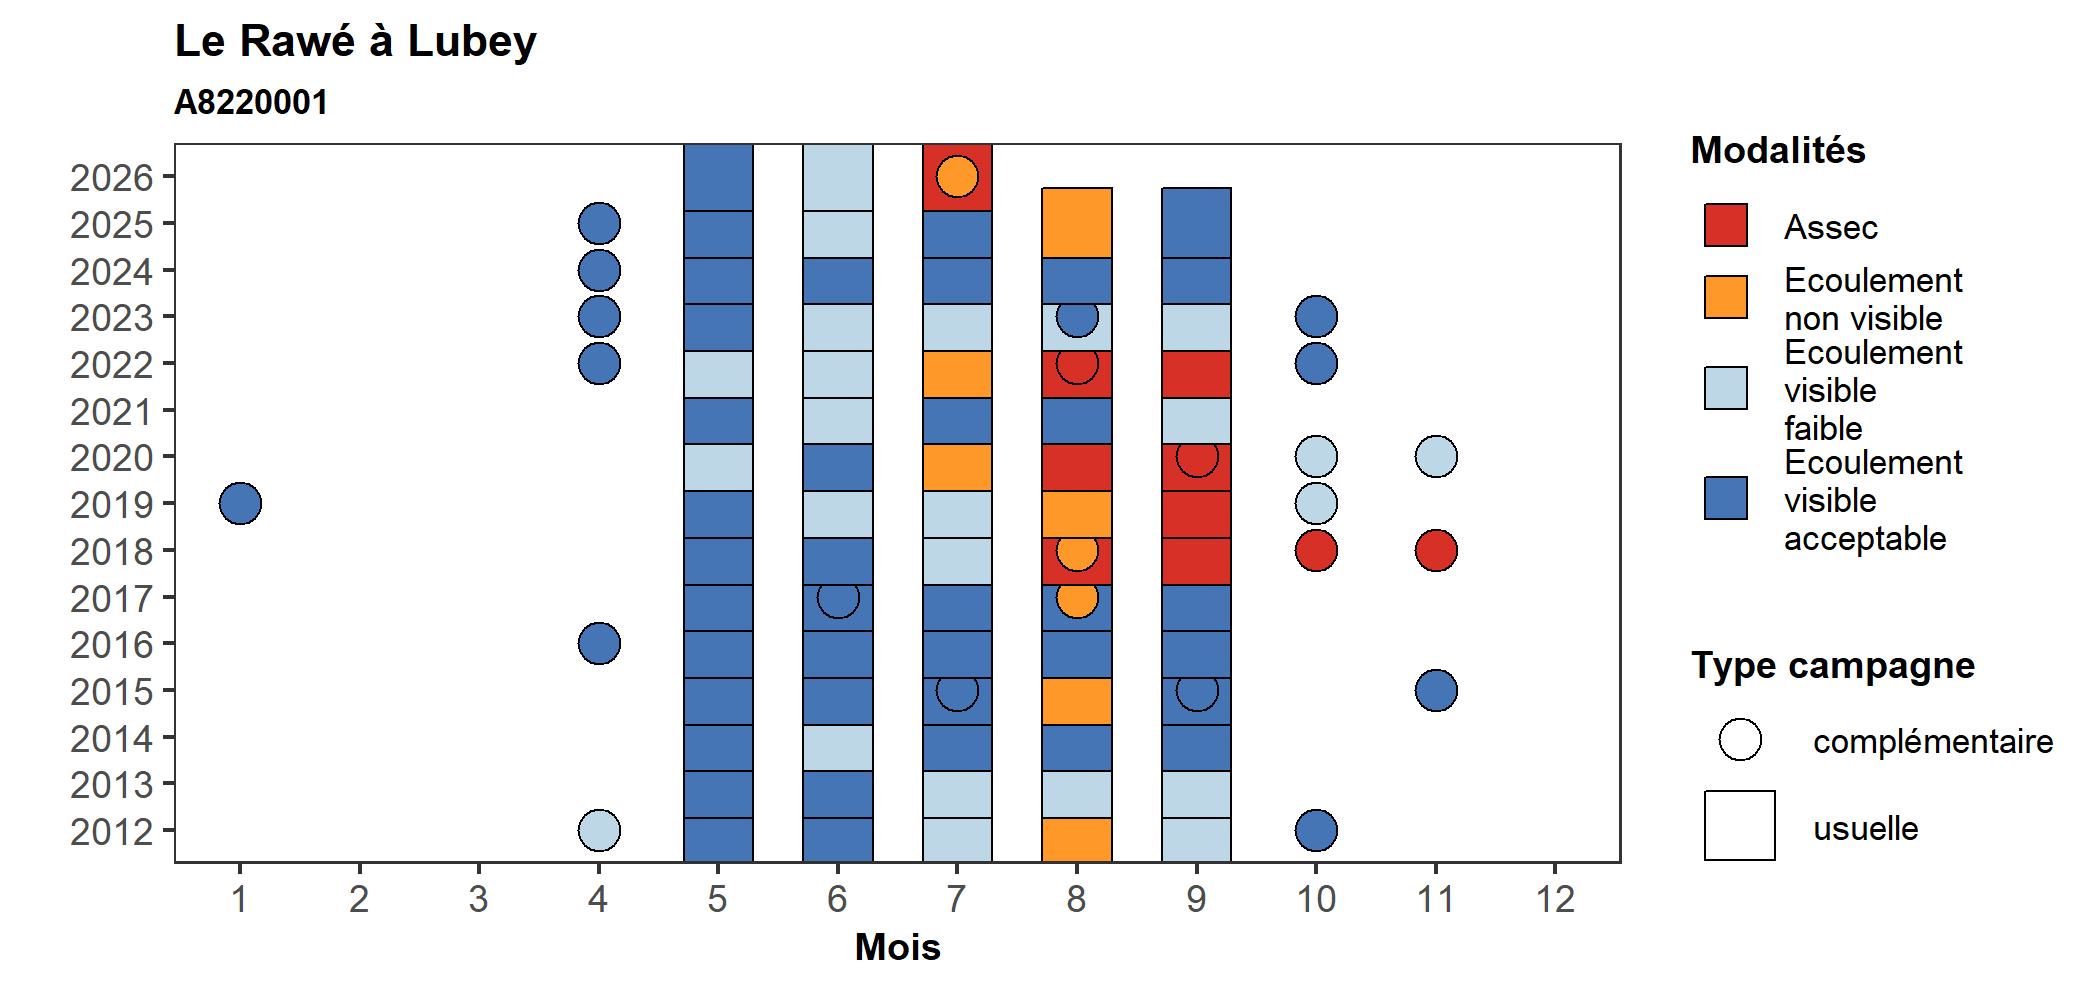 Le Rawé à Lubey
A8220001
2026
2025
2024
2023
2022
2021
2020
2019
2018
2017
2016
2015
2014
2013
2012
1 2 3 4 5 6 7 8 9 10 11 12
Mois
Modalités
Assec
Ecoulement
non visible
Ecoulement
visible
faible
Ecoulement
visible
acceptable
Type campagne
complémentaire
usuelle